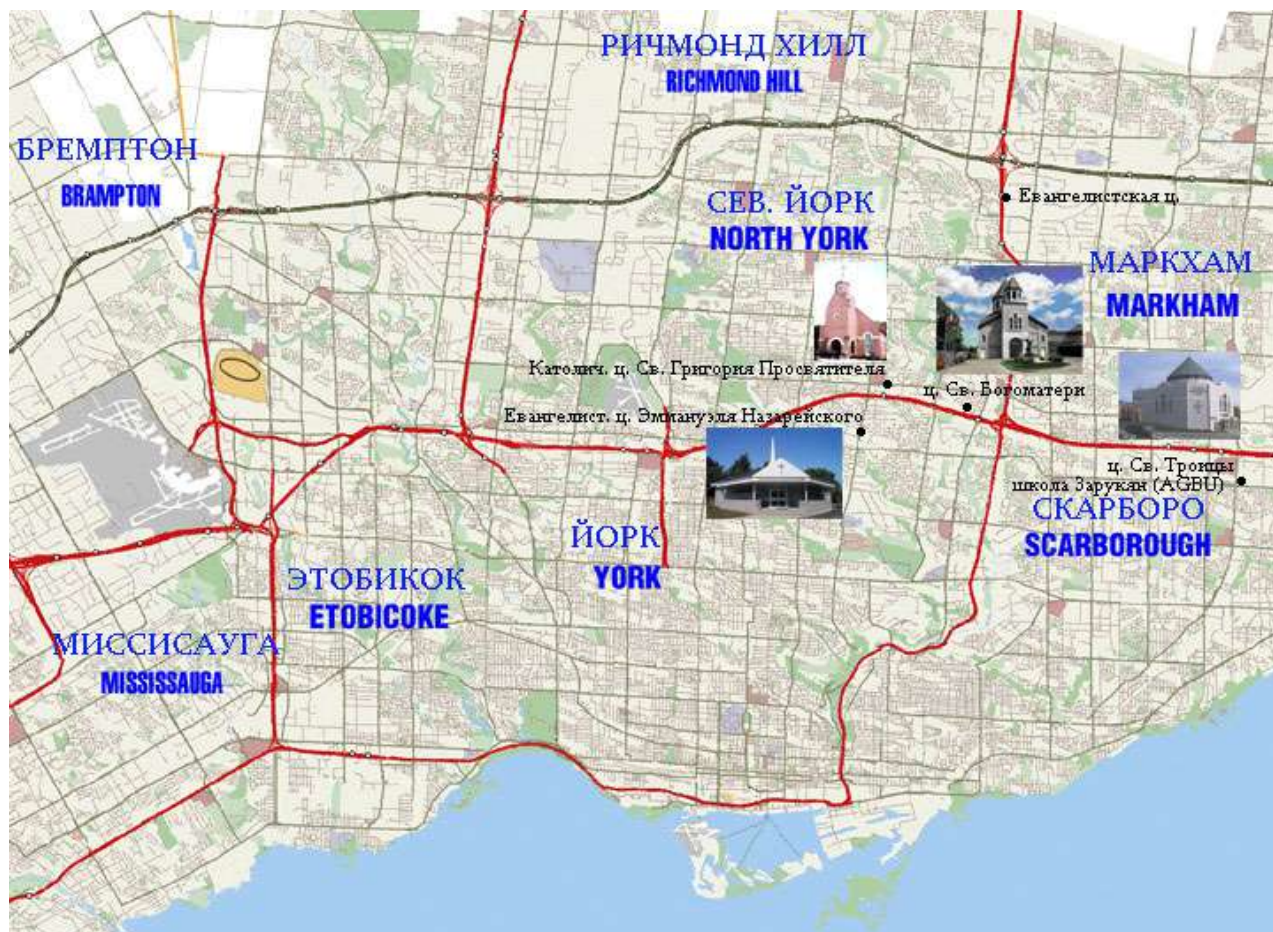 РИЧМОНД ХИЛЛ
RICHMOND HILL
БРЕМПТОН
BRAMPTON
СЕВ. ЙОРК
NORTH YORK
Евангелистская ц.
МАРКХАМ
MARKHAM
Католич. ц. Св. Григория Просвятителя
ц. Св. Богоматери
Евангелист. ц. Эммануэля Назарейского
ц. Св. Троицы
школа Зарукян (AGBU)
СКАРБОРО
SCARBOROUGH
ЙОРК
YORK
ЭТОБИКОК
ETOBICOKE
МИССИСАУГА
MISSISSAUGA